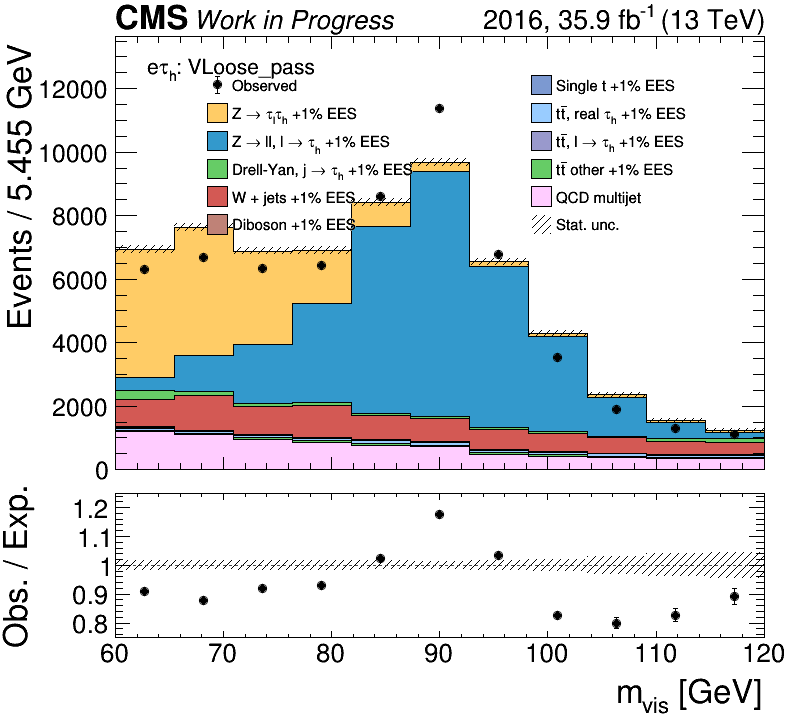 CMS Work in Progress 2016, 35.9 fb⁻¹ (13 TeV)
eτh: VLoose_pass
Observed
Z → τlτh +1% EES
Z → ll, l → τh +1% EES
Drell-Yan, j → τh +1% EES
W + jets +1% EES
Diboson +1% EES
Single t +1% EES
tt̄, real τh +1% EES
tt̄, l → τh +1% EES
tt̄ other +1% EES
QCD multijet
Stat. unc.
Events / 5.455 GeV
12000
10000
8000
6000
4000
2000
0
Obs. / Exp.
1.2
1.1
1
0.9
0.8
60 70 80 90 100 110 120
mvis [GeV]